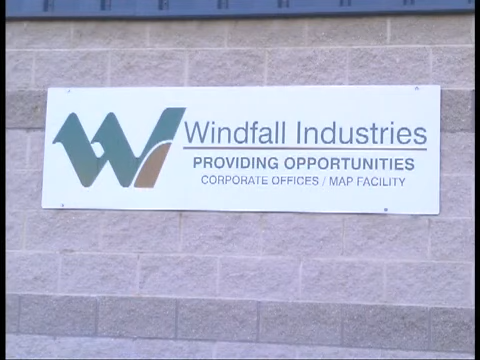 Windfall Industries
PROVIDING OPPORTUNITIES
CORPORATE OFFICES / MAP FACILITY